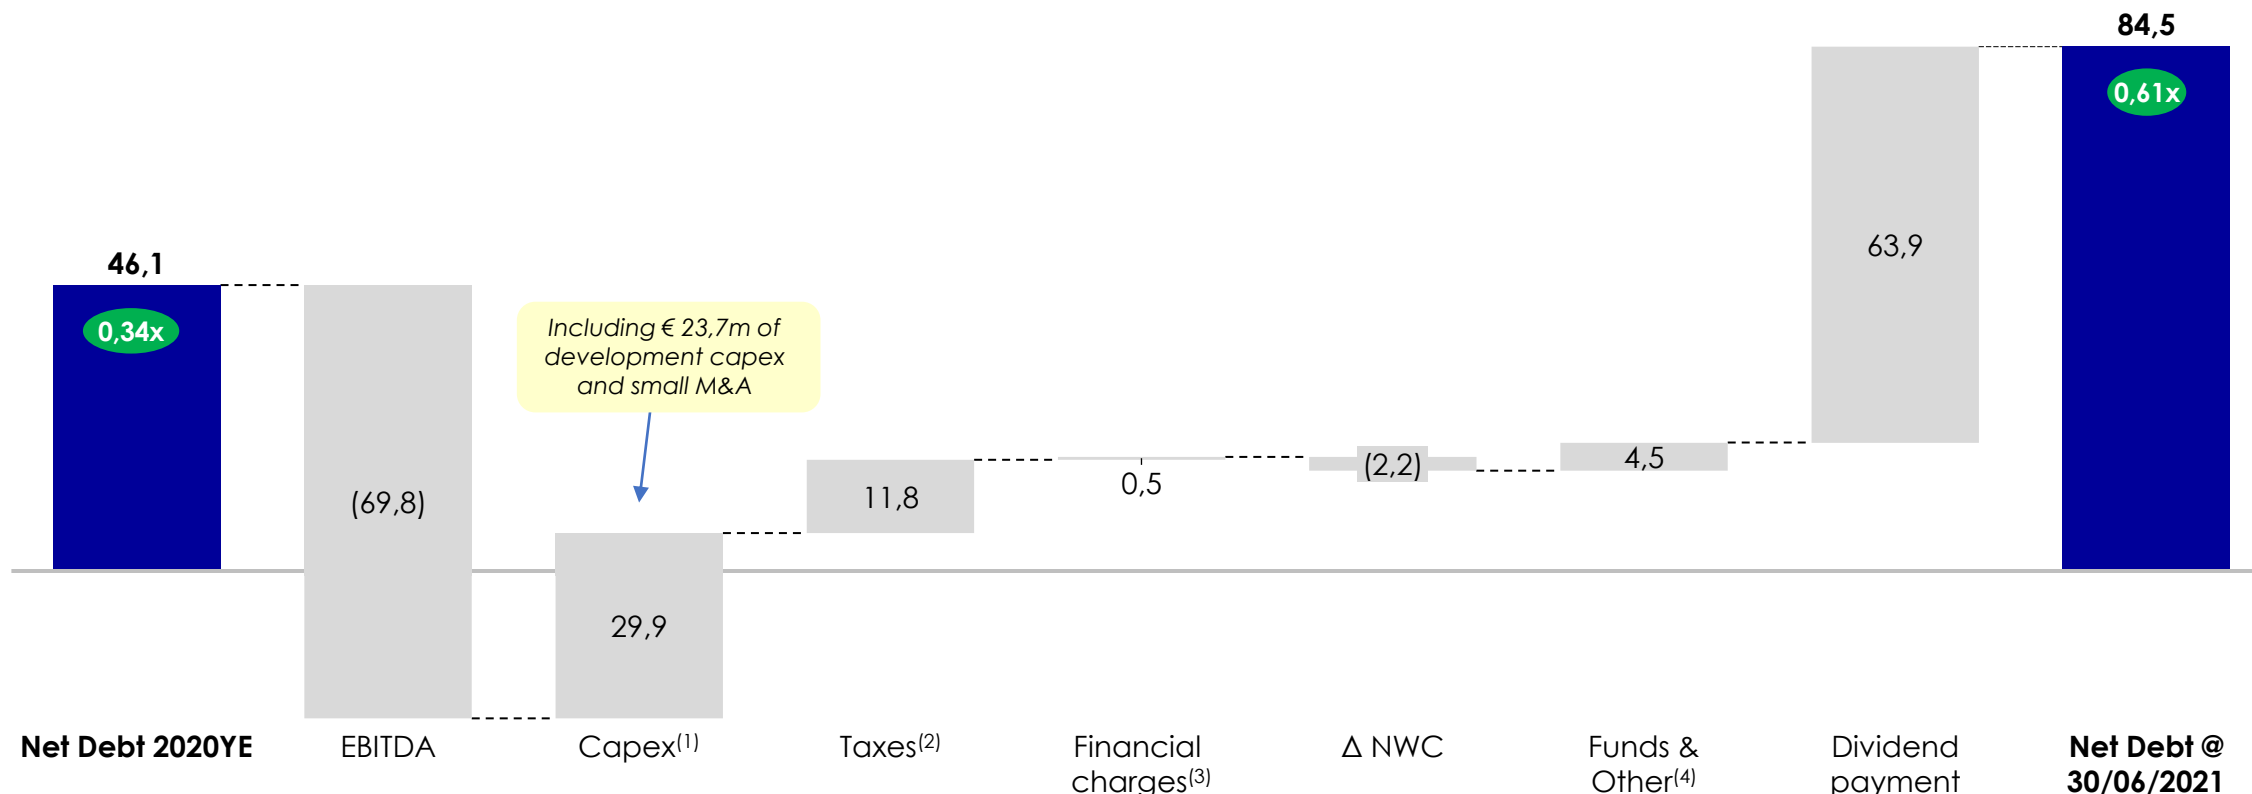 84,5
0,61x
46,1
0,34x
Including € 23,7m of
development capex
and small M&A
63,9
(69,8)
29,9
11,8
0,5
(2,2)
4,5
Net Debt 2020YE
EBITDA
Capex(1)
Taxes(2)
Financial
charges(3)
Δ NWC
Funds &
Other(4)
Dividend
payment
Net Debt @
30/06/2021